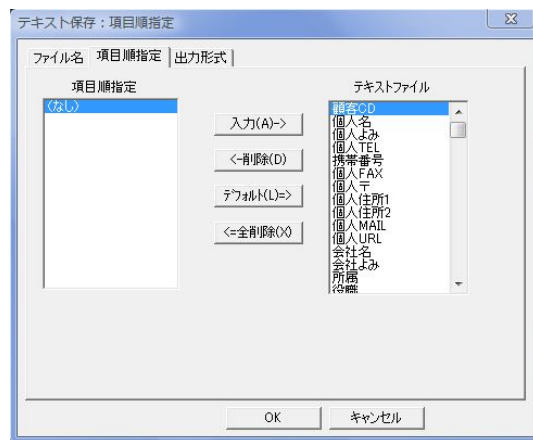 テキスト保存：項目順指定
ファイル名 項目順指定 出力形式
項目順指定
テキストファイル
(なし)
入力(A)->
<-削除(D)
ﾃﾞﾌｫﾙﾄ(L)=>
<=全削除(X)
顧客CD
個人名
個人よみ
個人TEL
携帯番号
個人FAX
個人〒
個人住所1
個人住所2
個人MAIL
個人URL
会社名
会社よみ
所属
役職
OK キャンセル